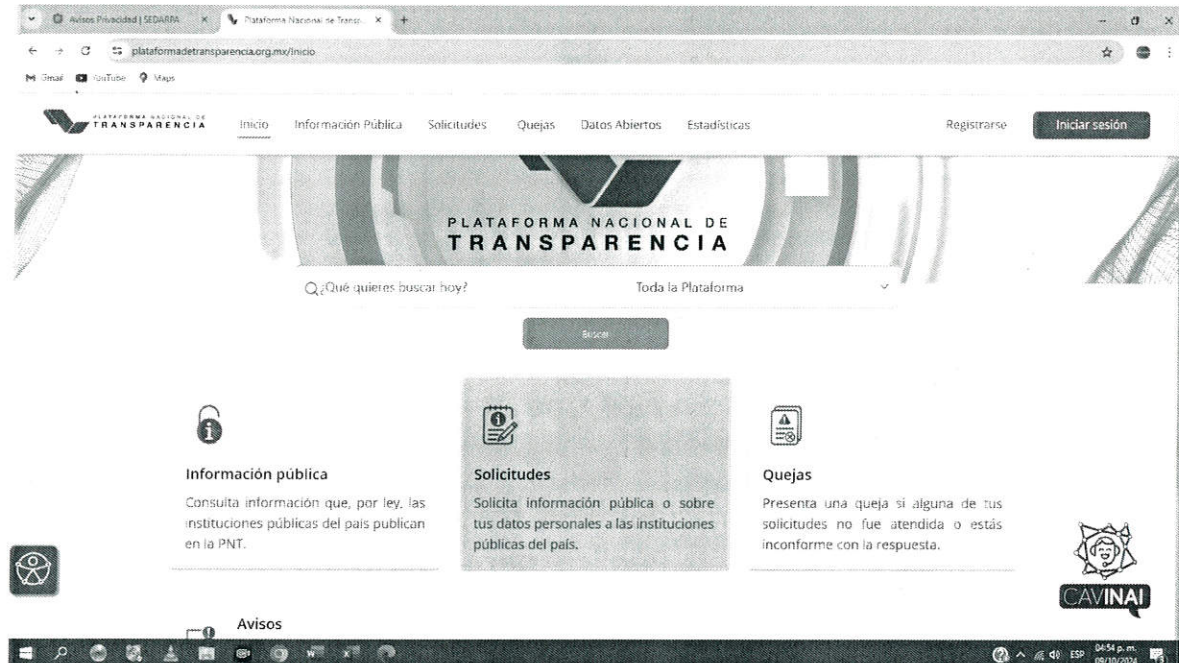 Avisos Privacidad | SEDARPA
Plataforma Nacional de Transp
plataformadetransparencia.org.mx/Inicio
Gmail YouTube Maps
PLATAFORMA NACIONAL DE
TRANSPARENCIA
Inicio Información Pública Solicitudes Quejas Datos Abiertos Estadísticas Registrarse Iniciar sesión
PLATAFORMA NACIONAL DE
TRANSPARENCIA
¿Qué quieres buscar hoy? Toda la Plataforma
Buscar
Información pública
Consulta información que, por ley, las
instituciones públicas del país publican
en la PNT.
Solicitudes
Solicita información pública o sobre
tus datos personales a las instituciones
públicas del país.
Quejas
Presenta una queja si alguna de tus
solicitudes no fue atendida o estás
inconforme con la respuesta.
CAVINAI
Avisos
ESP
04:54 p. m.
09/10/2024